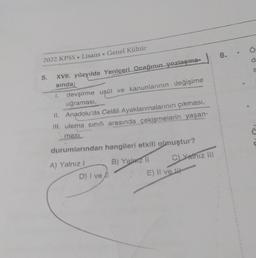 2022 KPSS • Lisans • Genel Kültür
5. XVII. yüzyılda Yeniçeri Ocağının yozlaşma-
sında;
I. devşirme usül ve kanunlarının değişime
uğraması,
II. Anadolu'da Celâli Ayaklanmalarının çıkması,
III. ulema sınıfı arasında çekişmelerin yaşan-
ması
durumlarından hangileri etkili olmuştur?
A) Yalnız I
B) Yalnız II
C) Yalnız III
D) I ve II
E) II ve III
6.